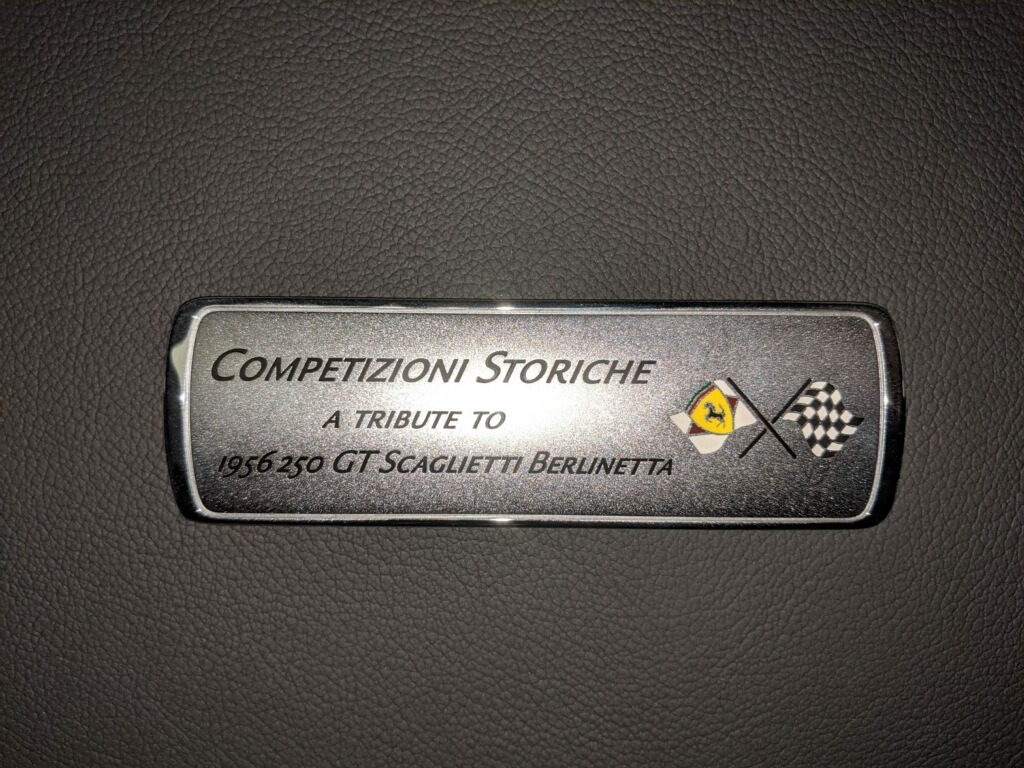 COMPETIZIONI STORICHE
A TRIBUTE TO
1956 250 GT SCAGLIETTI BERLINETTA